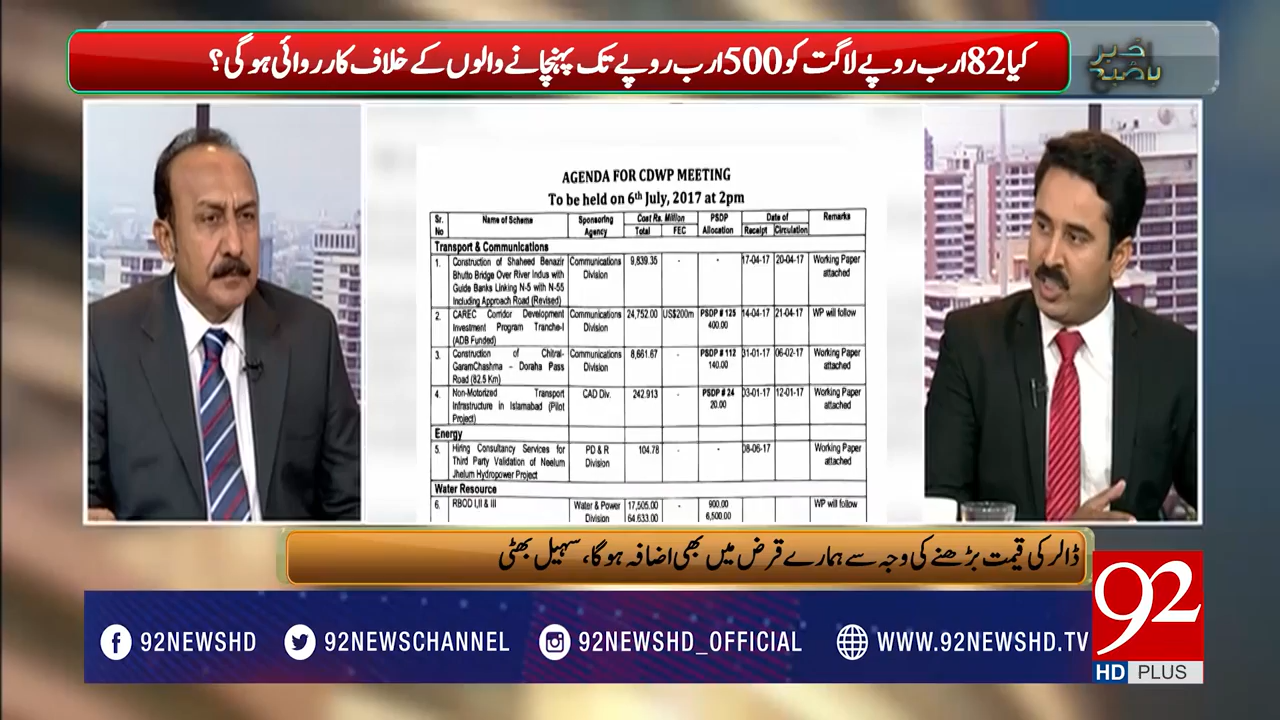 کیا 82 ارب روپے لاگت کو 500 ارب روپے تک پہنچانے والوں کے خلاف کارروائی ہوگی؟
خبر
بامعنی
AGENDA FOR CDWP MEETING
To be held on 6th July, 2017 at 2pm
Sr. No | Name of Scheme | Sponsoring Agency | Cost Rs. Million | PSDP Allocation | Date of | Remarks
Total | FEC | Receipt | Circulation
Transport & Communications
1. | Construction of Shaheed Benazir | Communications | 9,839.35 | - | - | 17-04-17 | 20-04-17 | Working Paper
Bhutto Bridge Over River Indus with | Division | attached
Guide Banks Linking N-5 with N-55
Including Approach Road (Revised)
2. | CAREC Corridor Development | Communications | 24,752.00 | US$200m | PSDP # 125 | 14-04-17 | 21-04-17 | WP will follow
Investment Program Tranche-I | Division | 400.00
(ADB Funded)
3. | Construction of Chitral- | Communications | 8,661.67 | - | PSDP # 112 | 31-01-17 | 06-02-17 | Working Paper
GaramChashma – Doraha Pass | Division | 140.00 | attached
Road (82.5 Km)
4. | Non-Motorized Transport | CAD Div. | 242.913 | - | PSDP # 24 | 03-01-17 | 12-01-17 | Working Paper
Infrastructure in Islamabad (Pilot | 20.00 | attached
Project)
Energy
5. | Hiring Consultancy Services for | PD & R | 104.78 | - | - | 08-06-17 | Working Paper
Third Party Validation of Neelum | Division | attached
Jhelum Hydropower Project
Water Resource
6. | RBOD I,II & III | Water & Power | 17,505.00 | - | 900.00 | WP will follow
Division | 64,633.00 | 6,500.00
ڈالر کی قیمت بڑھنے کی وجہ سے ہمارے قرض میں بھی اضافہ ہوگا، سہیل بھٹی
92NEWSHD
92NEWSCHANNEL
92NEWSHD_OFFICIAL
WWW.92NEWSHD.TV
92
HD PLUS